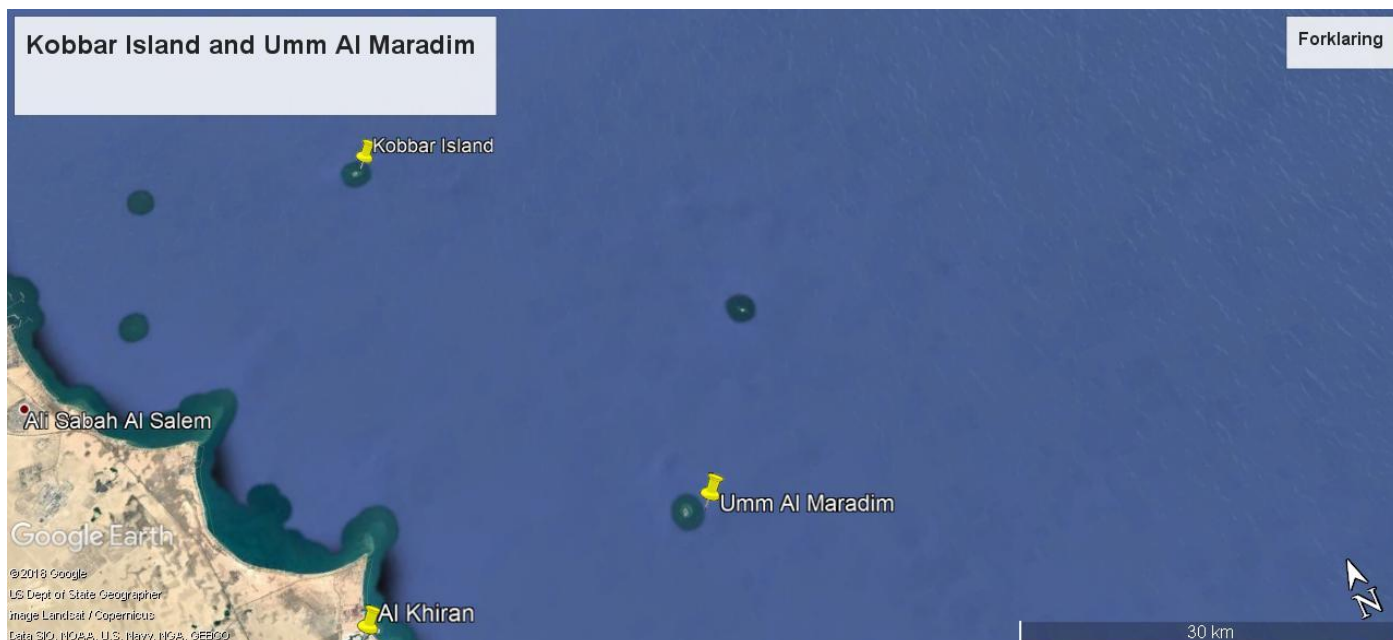 Kobbar Island and Umm Al Maradim
Forklaring
Kobbar Island
Ali Sabah Al Salem
Umm Al Maradim
Google Earth
©2018 Google
US Dept of State Geographer
Image Landsat / Copernicus
Data SIO, NOAA, U.S. Navy, NGA, GEBCO
Al Khiran
N
30 km